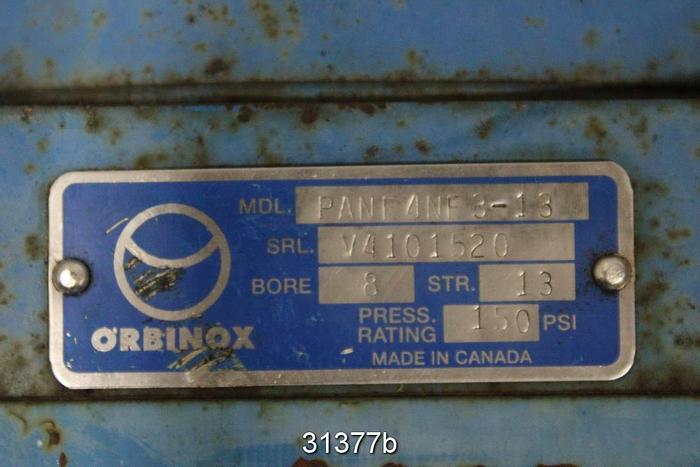 MDL. PANF4NF3-13
SRL. V4101520
BORE 8 STR. 13
PRESS. RATING 150 PSI
MADE IN CANADA
ORBINOX
31377b